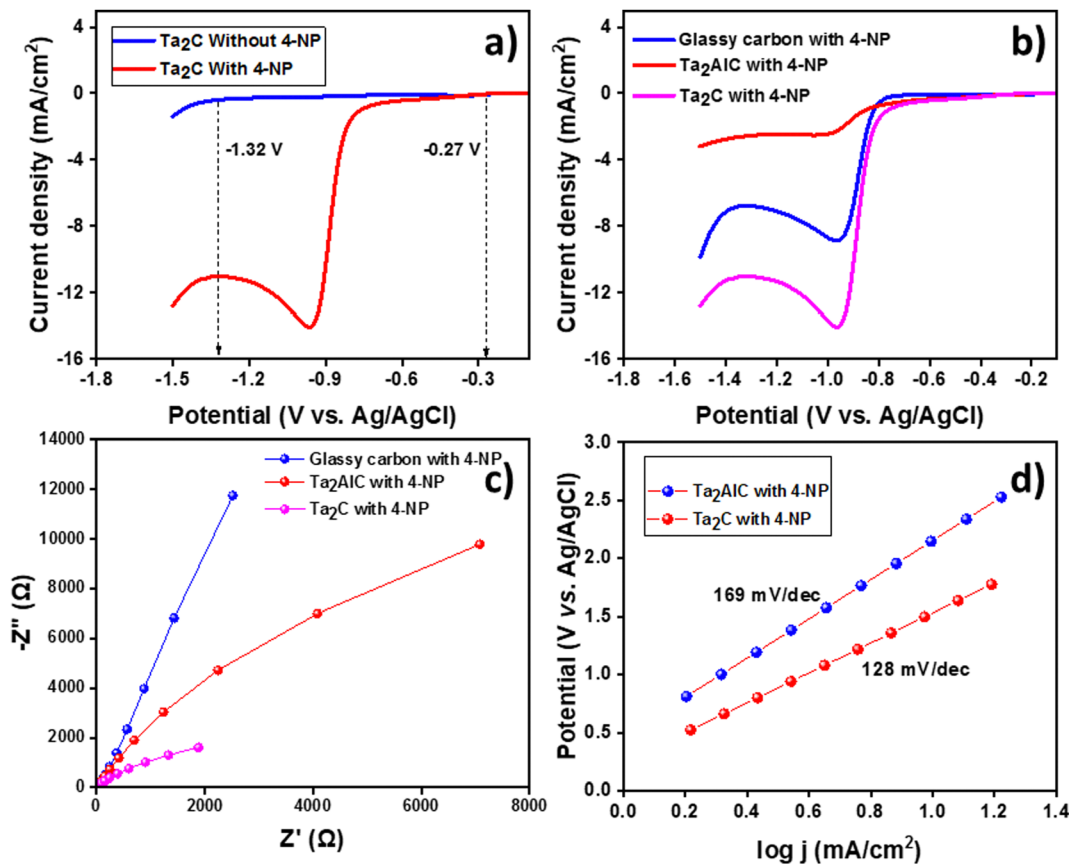 a)
Ta2C Without 4-NP
Ta2C With 4-NP
-1.32 V
-0.27 V
4
0
-4
-8
-12
-16
-1.8
-1.5
-1.2
-0.9
-0.6
-0.3
Current density (mA/cm2)
Potential (V vs. Ag/AgCl)
b)
Glassy carbon with 4-NP
Ta2AlC with 4-NP
Ta2C with 4-NP
4
0
-4
-8
-12
-16
-1.8
-1.6
-1.4
-1.2
-1.0
-0.8
-0.6
-0.4
-0.2
Current density (mA/cm2)
Potential (V vs. Ag/AgCl)
c)
Glassy carbon with 4-NP
Ta2AlC with 4-NP
Ta2C with 4-NP
14000
12000
10000
8000
6000
4000
2000
0
0
2000
4000
6000
8000
-Z'' (Ω)
Z' (Ω)
d)
Ta2AlC with 4-NP
Ta2C with 4-NP
169 mV/dec
128 mV/dec
3.0
2.5
2.0
1.5
1.0
0.5
0.0
0.0
0.2
0.4
0.6
0.8
1.0
1.2
1.4
Potential (V vs. Ag/AgCl)
log j (mA/cm2)